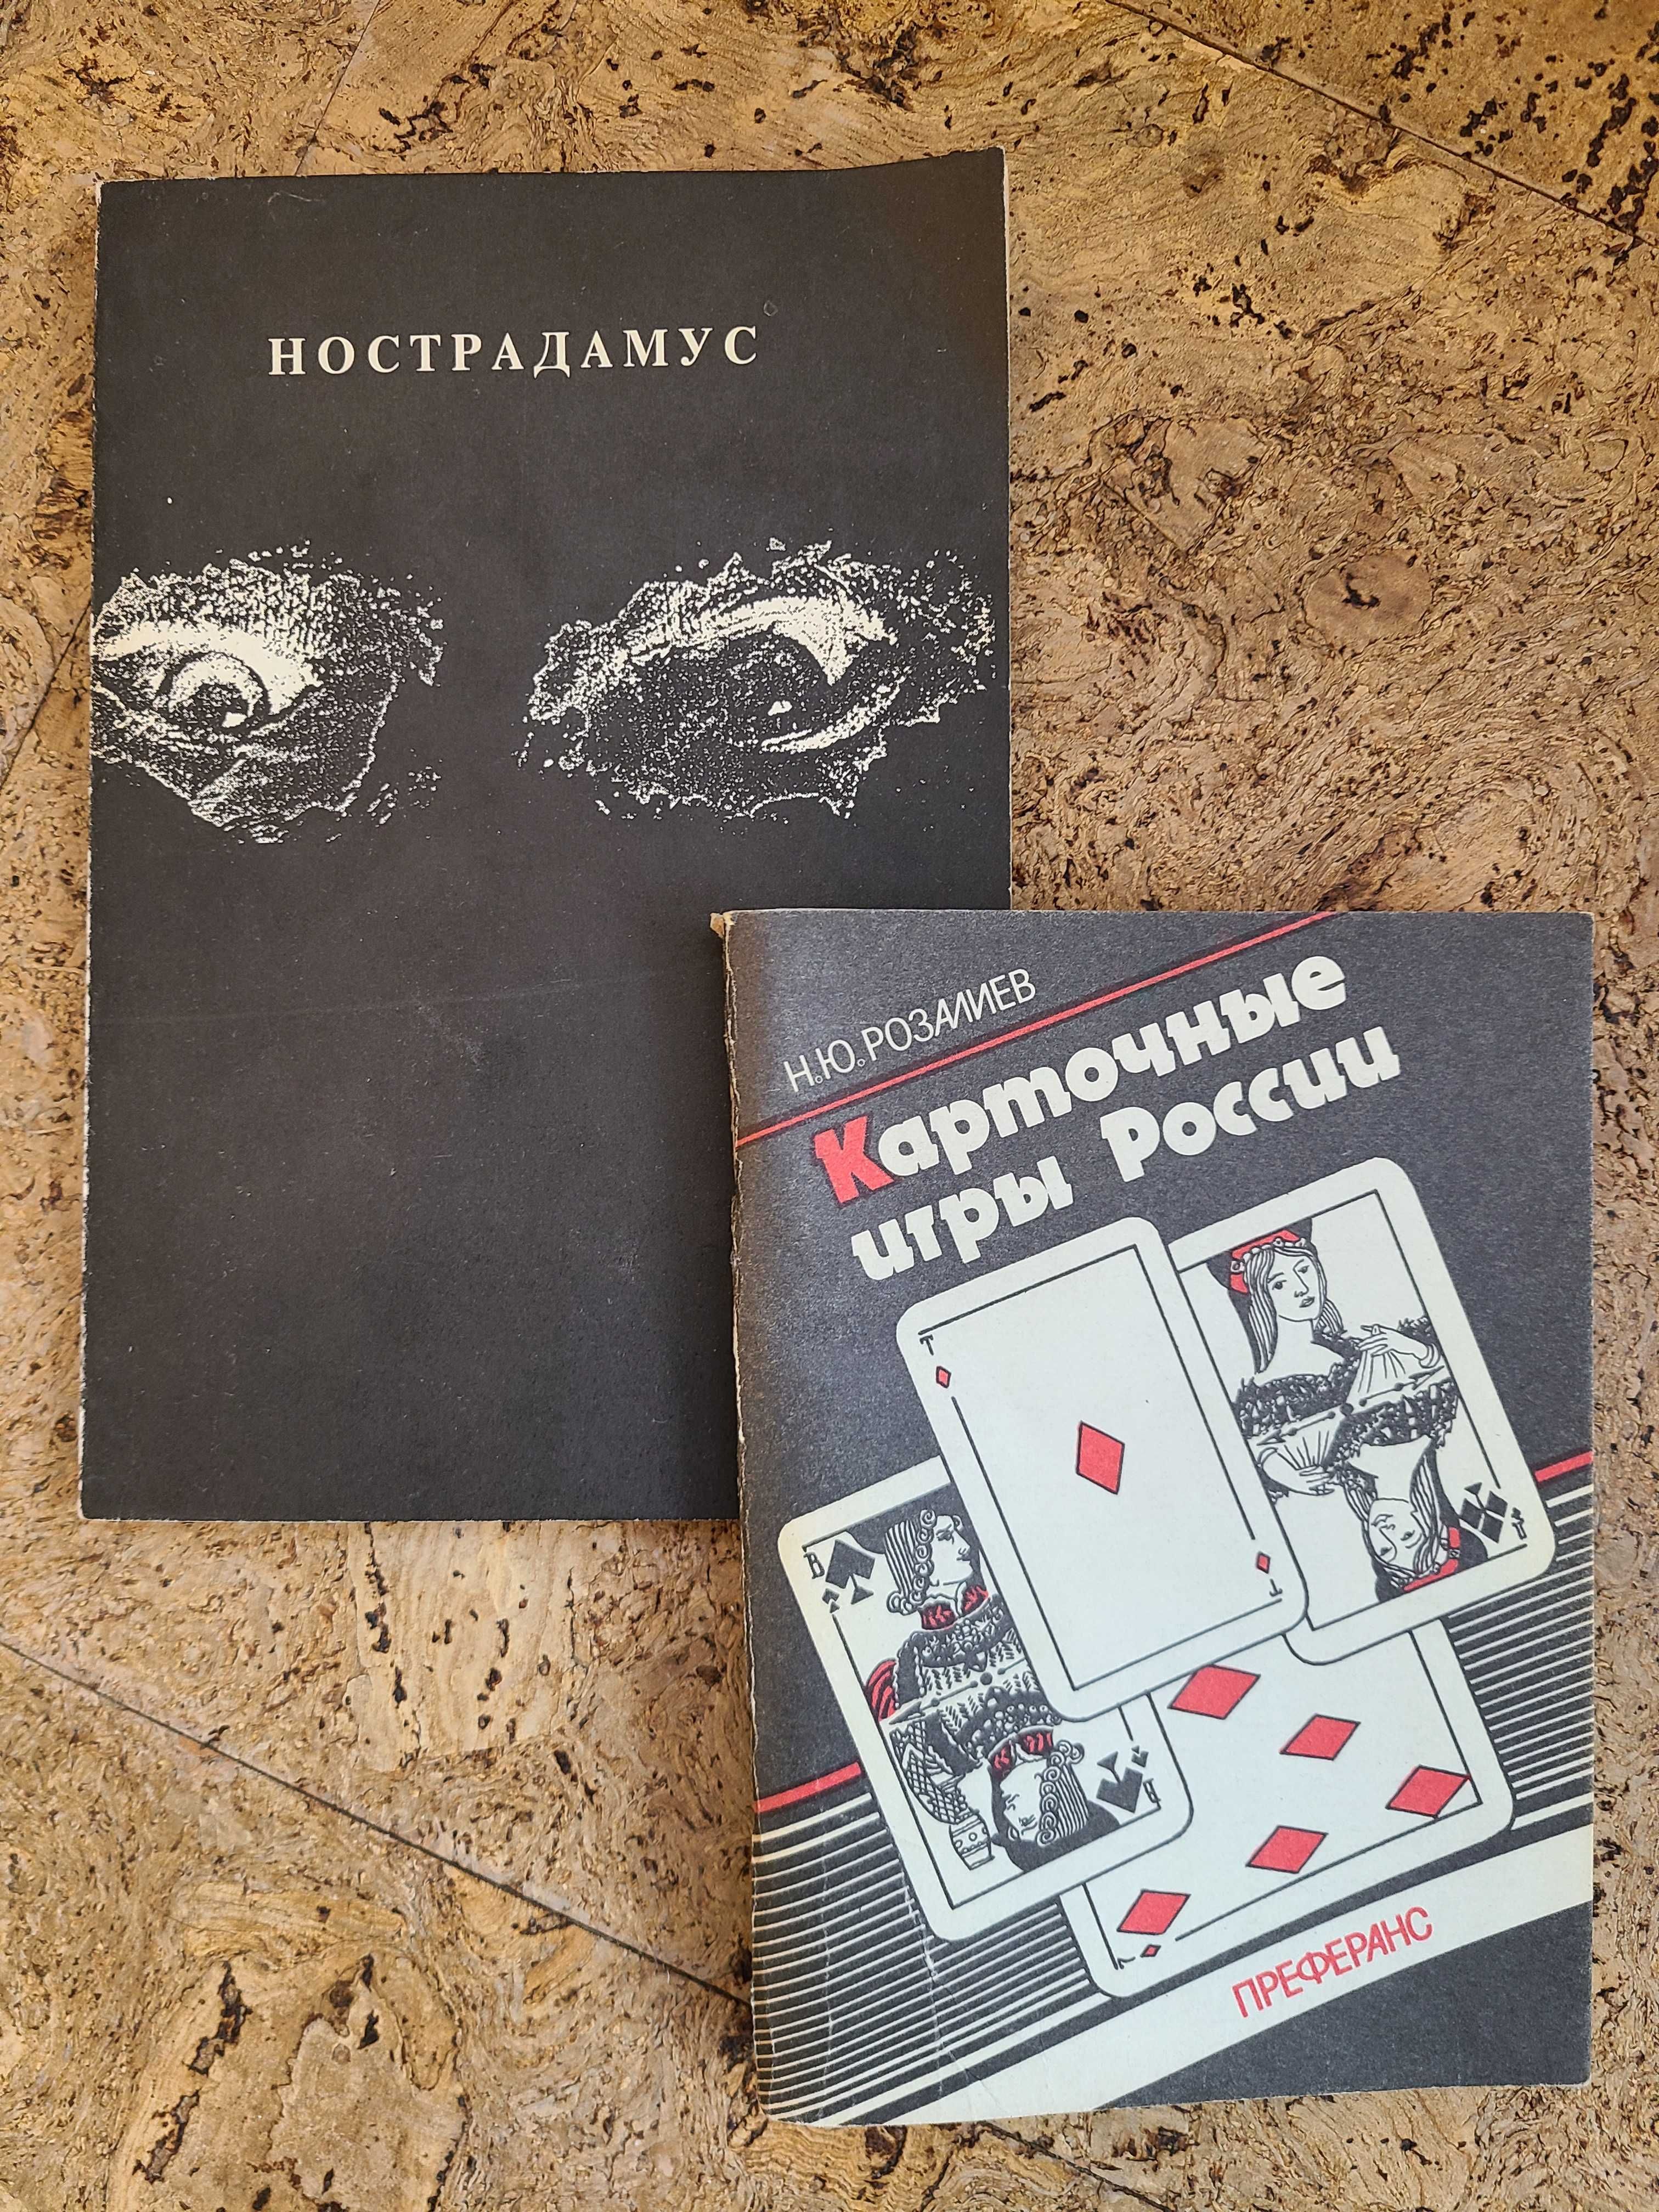 НОСТРАДАМУС
Н.Ю. РОЗАЛИЕВ
Карточные
игры России
Т
Т
В
В
ПРЕФЕРАНС